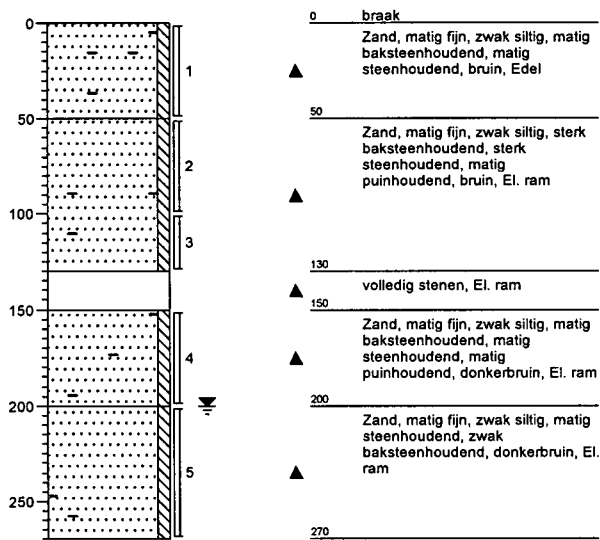 0
50
100
150
200
250
1
2
3
4
5
0 braak
Zand, matig fijn, zwak siltig, matig
baksteenhoudend, matig
steenhoudend, bruin, Edel
50
Zand, matig fijn, zwak siltig, sterk
baksteenhoudend, sterk
steenhoudend, matig
puinhoudend, bruin, El. ram
130
volledig stenen, El. ram
150
Zand, matig fijn, zwak siltig, matig
baksteenhoudend, matig
steenhoudend, matig
puinhoudend, donkerbruin, El. ram
200
Zand, matig fijn, zwak siltig, matig
steenhoudend, zwak
baksteenhoudend, donkerbruin, El.
ram
270